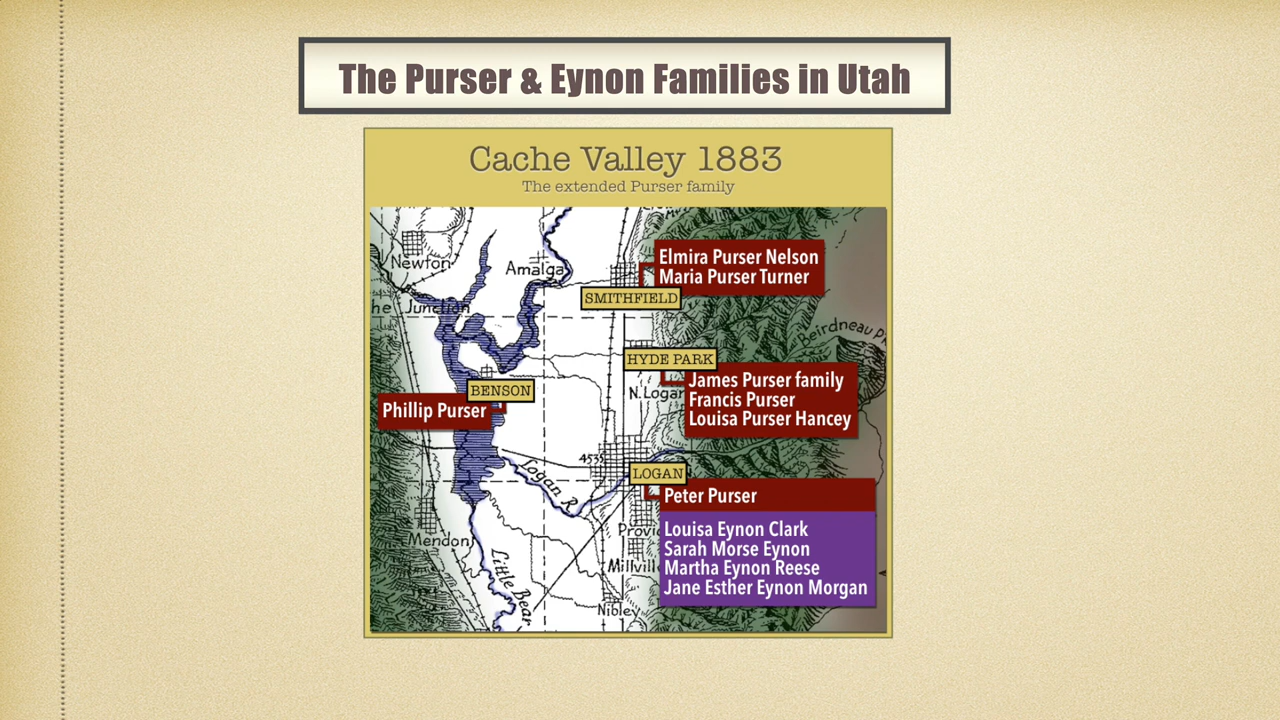 The Purser & Eynon Families in Utah
Cache Valley 1883
The extended Purser family
Newton
Amalga
Elmira Purser Nelson
Maria Purser Turner
SMITHFIELD
he Junction
Beirdneau P
HYDE PARK
James Purser family
Francis Purser
Louisa Purser Hancey
N.Logan
BENSON
Phillip Purser
4535
LOGAN
Logan R
Peter Purser
Louisa Eynon Clark
Sarah Morse Eynon
Martha Eynon Reese
Jane Esther Eynon Morgan
Provi
Mendon
Millvill
Little Bear
Nibley